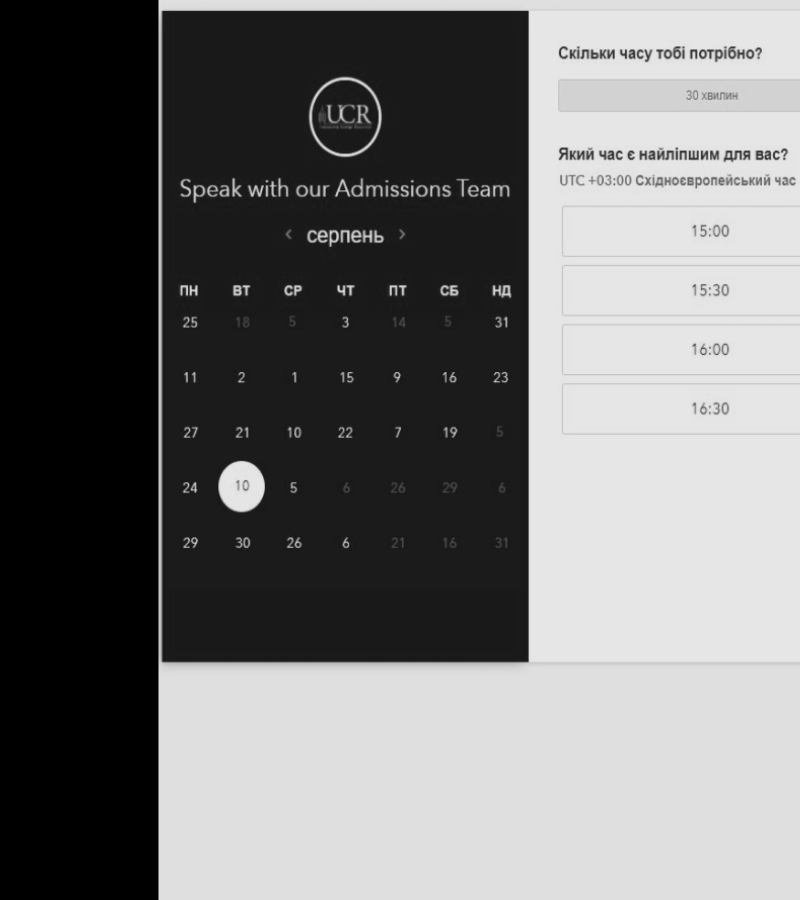 UCR
Speak with our Admissions Team
‹ серпень ›
ПН ВТ СР ЧТ ПТ СБ НД
25 18 5 3 14 5 31
11 2 1 15 9 16 23
27 21 10 22 7 19 5
24 10 5 6 26 29 6
29 30 26 6 21 16 31
Скільки часу тобі потрібно?
30 хвилин
Який час є найліпшим для вас?
UTC +03:00 Східноєвропейський час
15:00
15:30
16:00
16:30